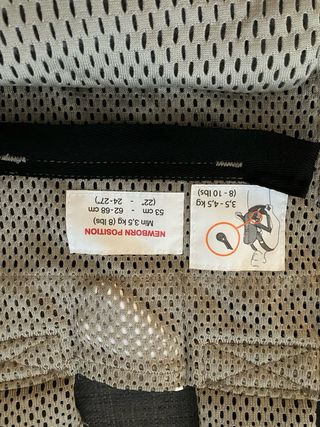 NEWBORN POSITION
Min 3,5 kg (8 lbs)
53 cm - 62-68 cm
(22" - 24-27")
3,5-4,5 kg
(8 - 10 lbs)